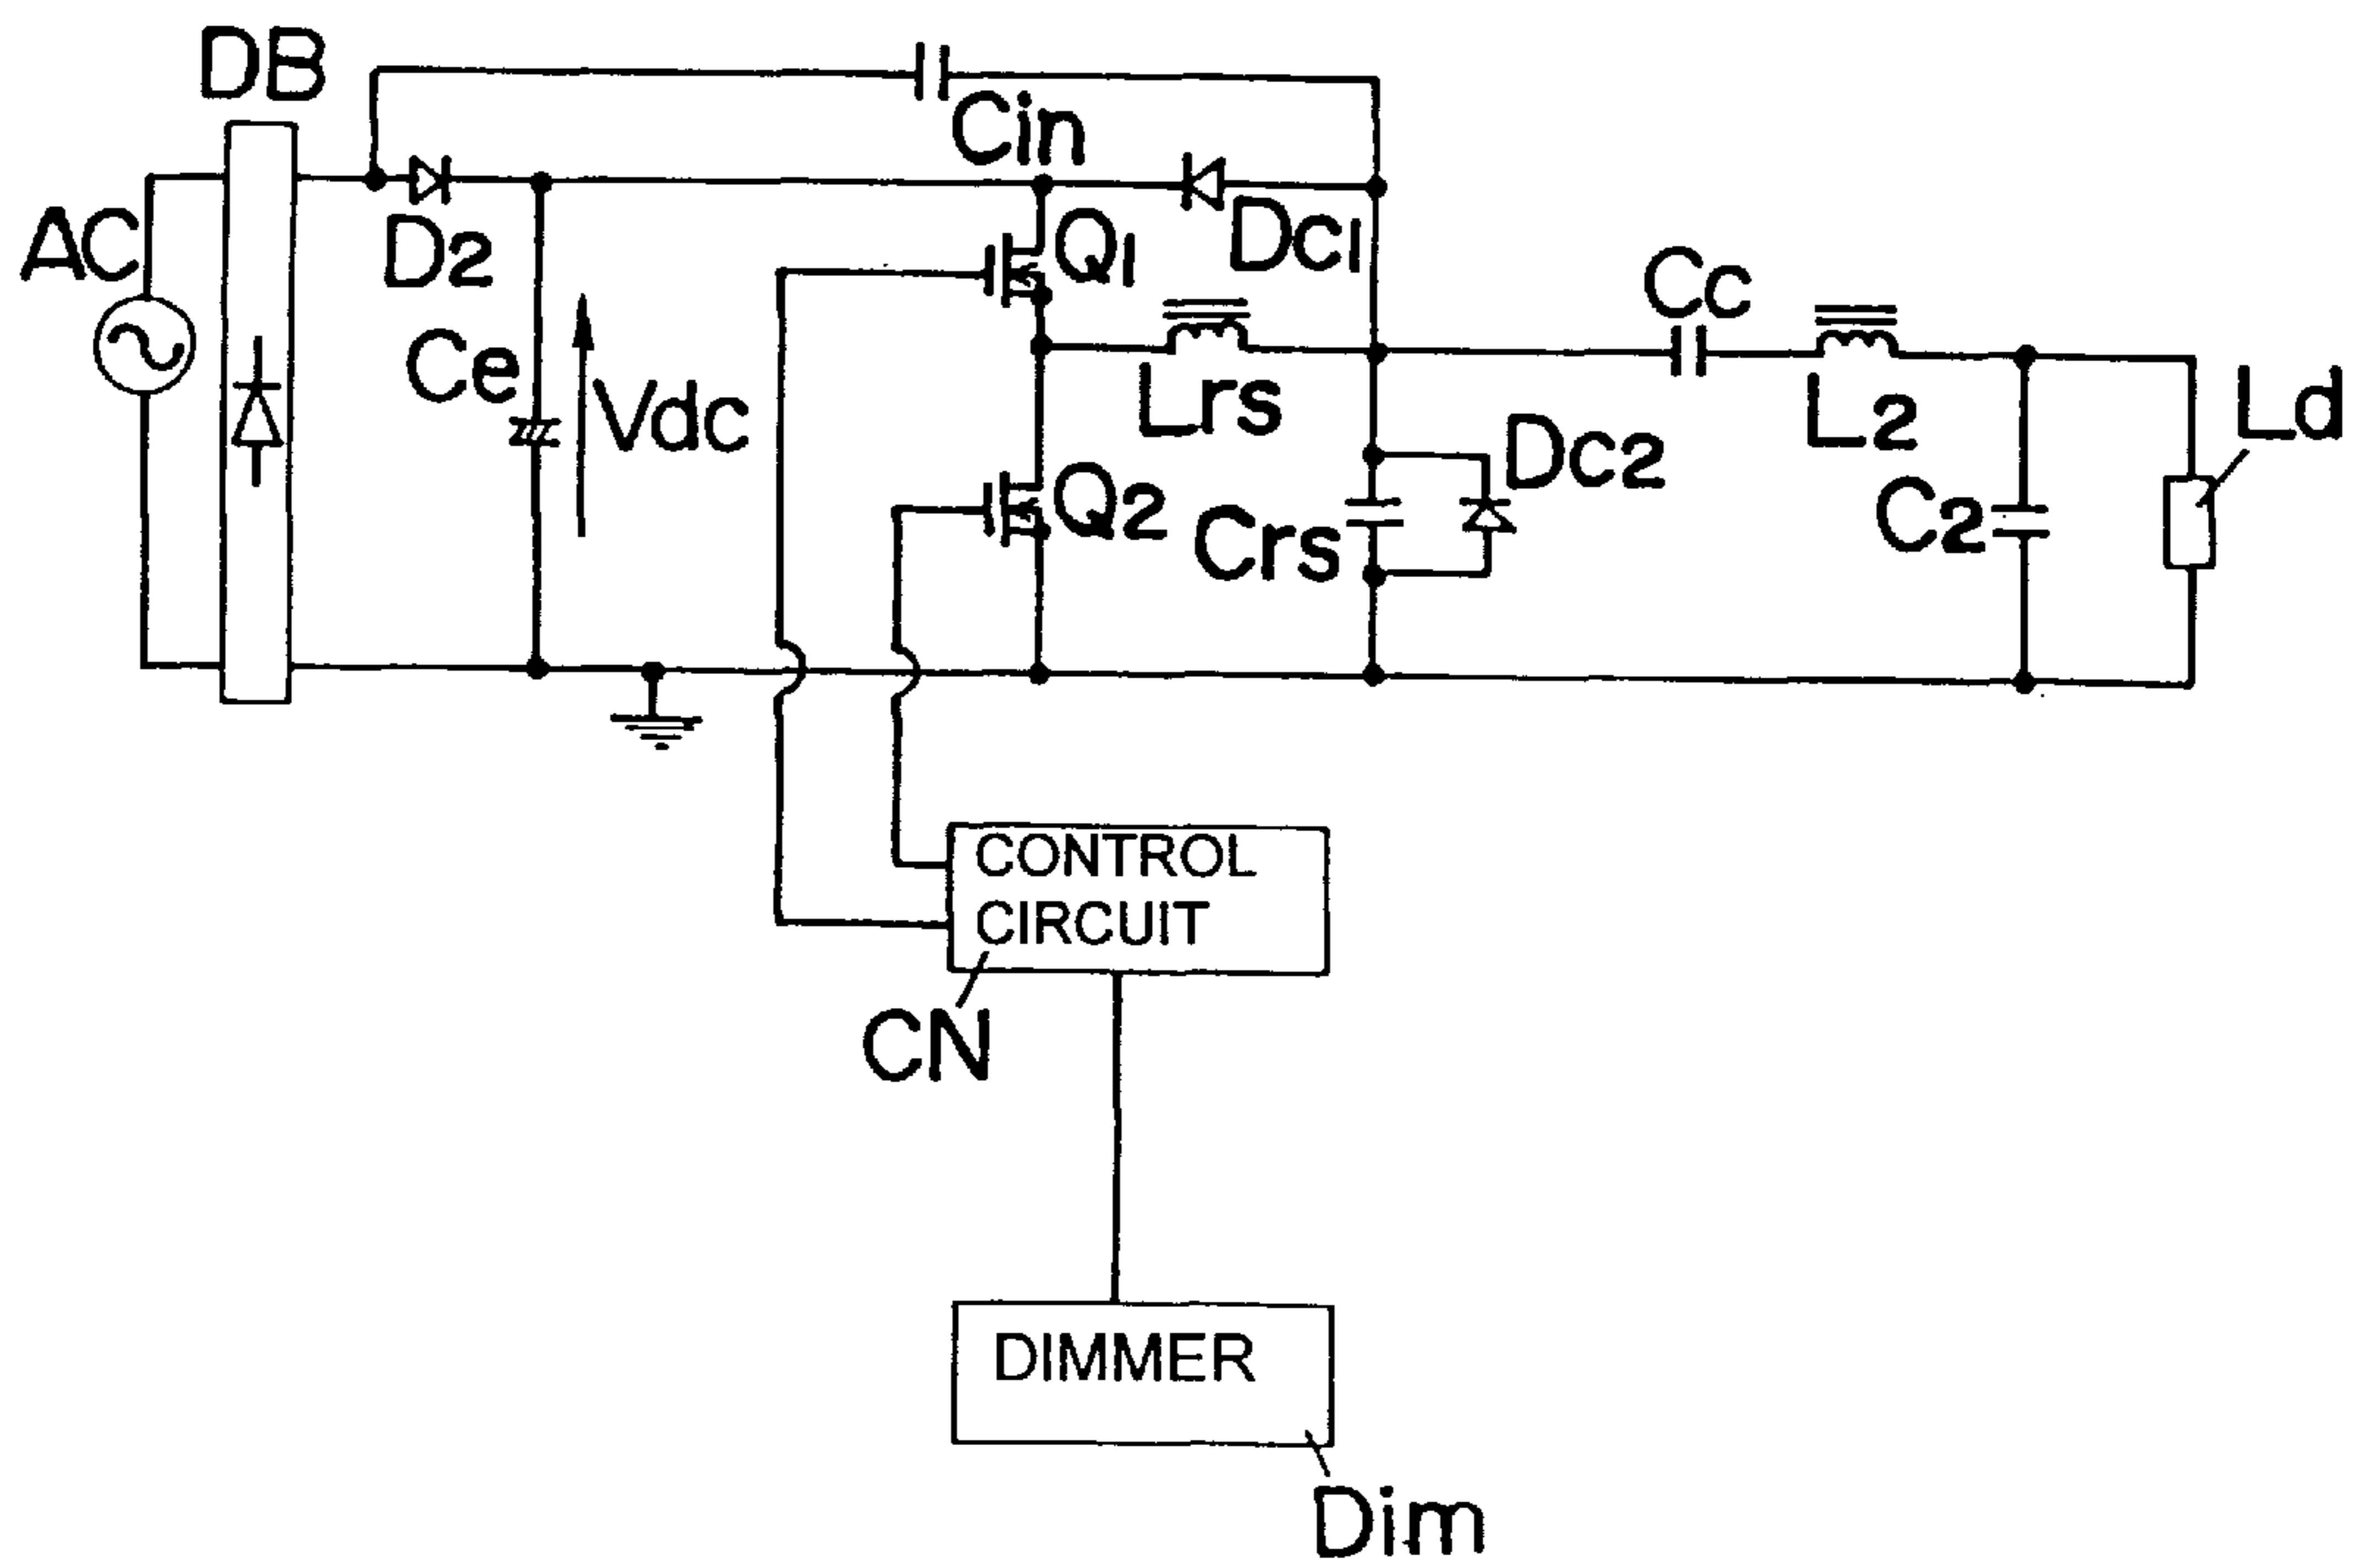 DB
Cin
AC
D2
Q1
Dc1
Cc
Ce
Vdc
Lrs
L2
Ld
Q2
Dc2
Crs
C2
CONTROL
CIRCUIT
CN
DIMMER
Dim